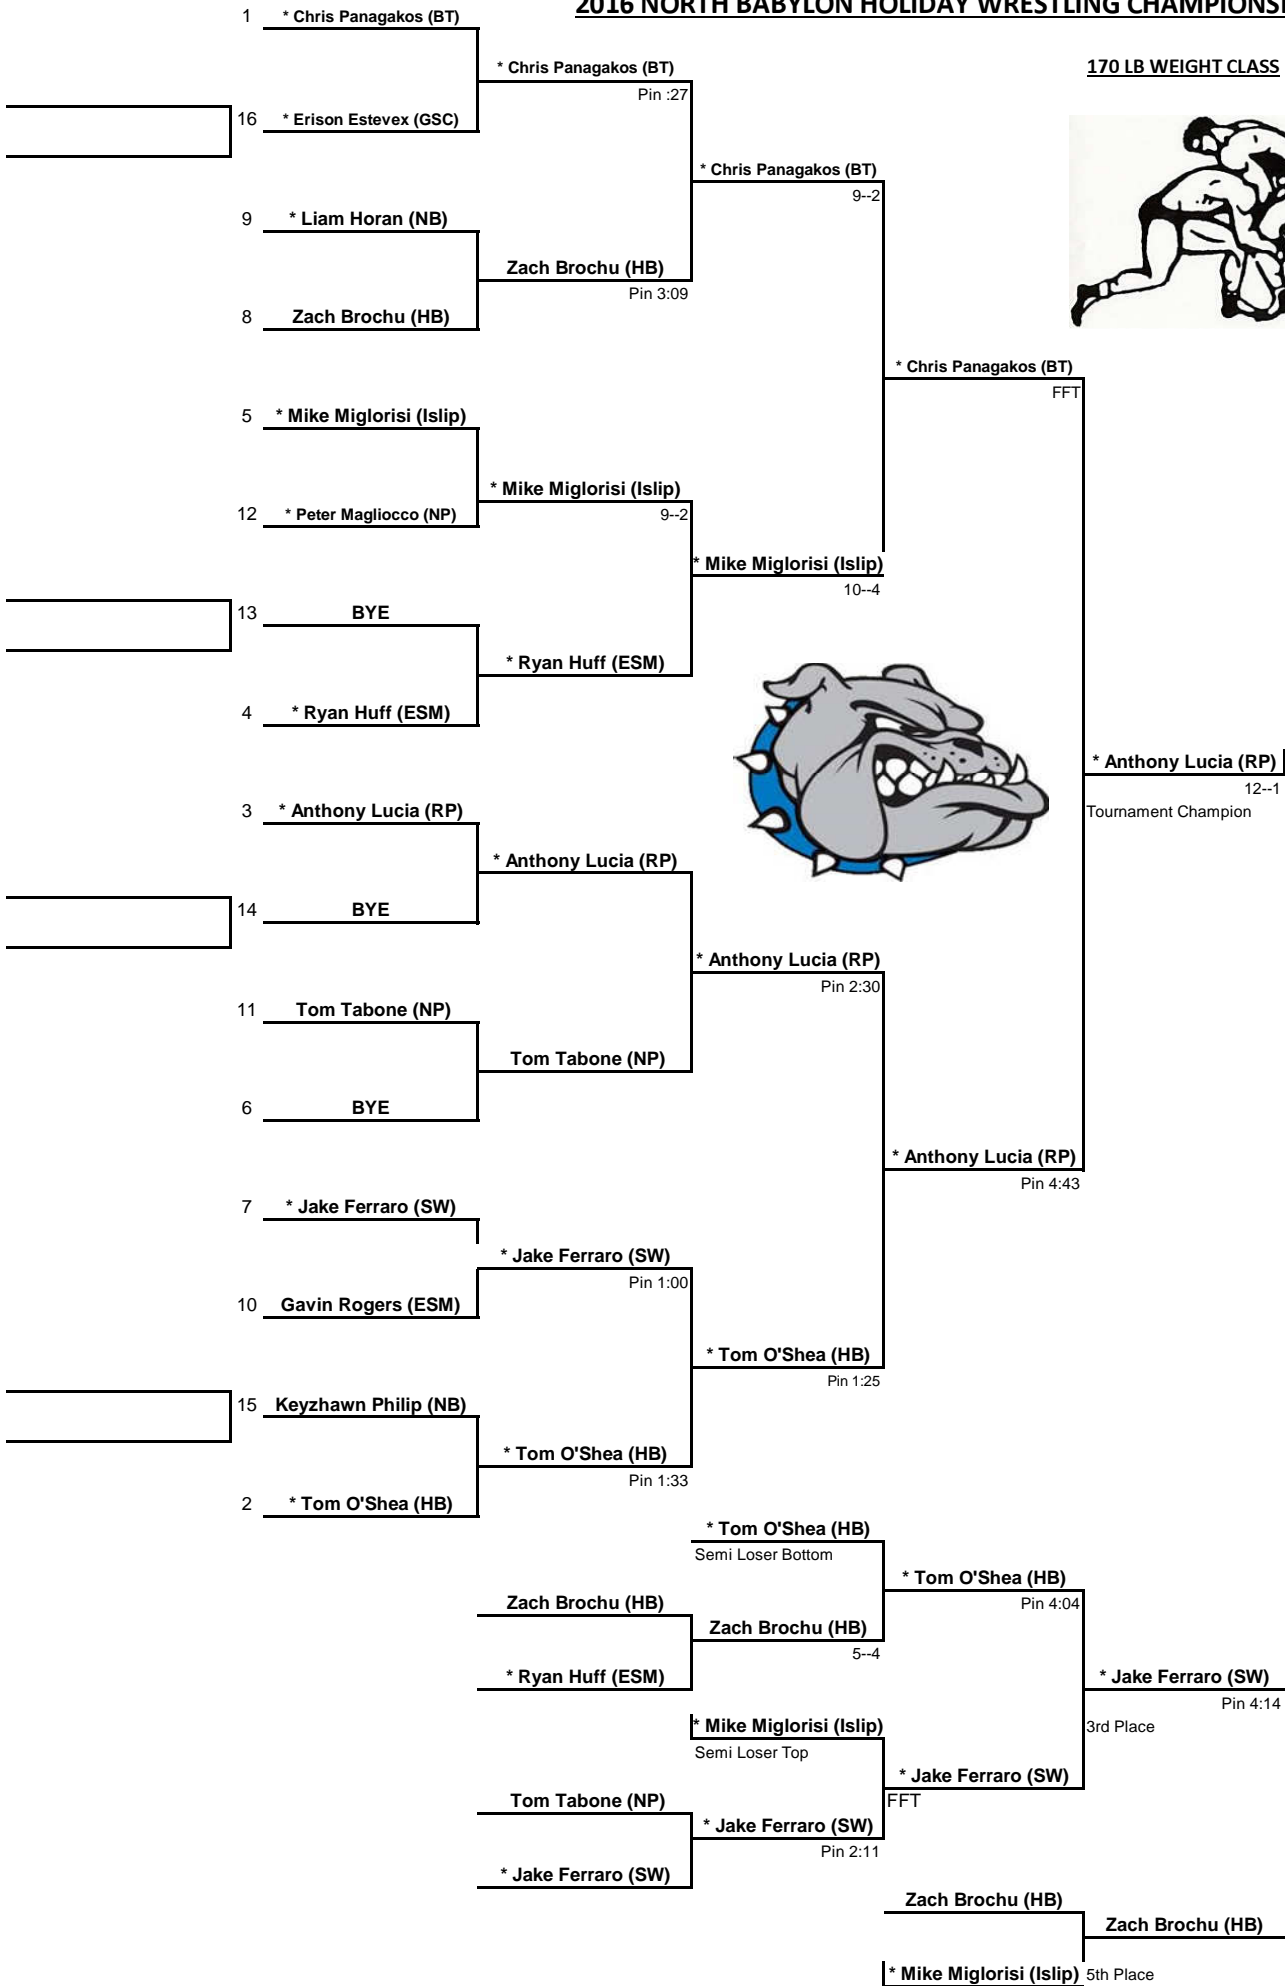 2016 NORTH BABYLON HOLIDAY WRESTLING
170 LB WEIGHT CLASS
1 * Chris Panagakos (BT)
* Chris Panagakos (BT)
Pin :27
16 * Erison Estevex (GSC)
* Chris Panagakos (BT)
9--2
9 * Liam Horan (NB)
Zach Brochu (HB)
Pin 3:09
8 Zach Brochu (HB)
* Chris Panagakos (BT)
FFT
5 * Mike Miglorisi (Islip)
* Mike Miglorisi (Islip)
9--2
12 * Peter Magliocco (NP)
* Mike Miglorisi (Islip)
10--4
13 BYE
* Ryan Huff (ESM)
4 * Ryan Huff (ESM)
* Anthony Lucia (RP)
12--1
Tournament Champion
3 * Anthony Lucia (RP)
* Anthony Lucia (RP)
14 BYE
* Anthony Lucia (RP)
Pin 2:30
11 Tom Tabone (NP)
Tom Tabone (NP)
6 BYE
* Anthony Lucia (RP)
Pin 4:43
7 * Jake Ferraro (SW)
* Jake Ferraro (SW)
Pin 1:00
10 Gavin Rogers (ESM)
* Tom O'Shea (HB)
Pin 1:25
15 Keyzhawn Philip (NB)
* Tom O'Shea (HB)
Pin 1:33
2 * Tom O'Shea (HB)
* Tom O'Shea (HB)
Semi Loser Bottom
* Tom O'Shea (HB)
Pin 4:04
Zach Brochu (HB)
Zach Brochu (HB)
5--4
* Ryan Huff (ESM)
* Jake Ferraro (SW)
Pin 4:14
3rd Place
* Mike Miglorisi (Islip)
Semi Loser Top
* Jake Ferraro (SW)
FFT
Tom Tabone (NP)
* Jake Ferraro (SW)
Pin 2:11
* Jake Ferraro (SW)
Zach Brochu (HB)
Zach Brochu (HB)
* Mike Miglorisi (Islip) 5th Place